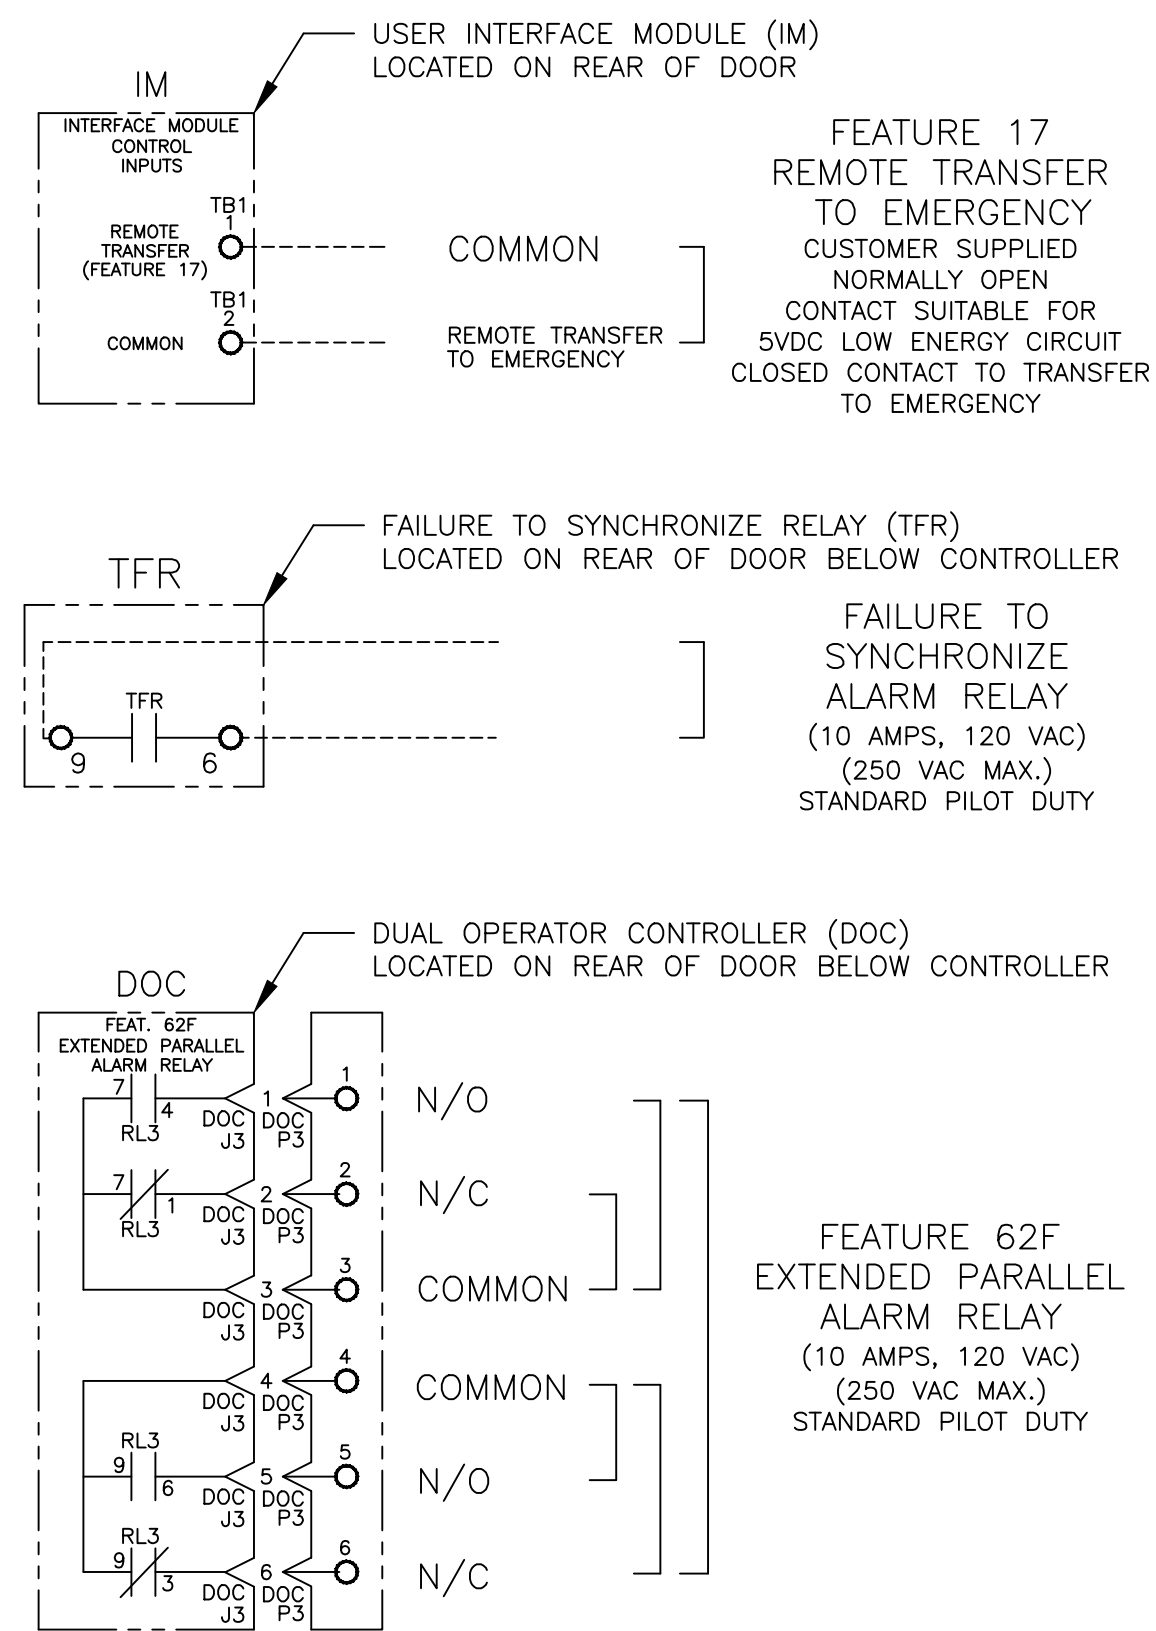 USER INTERFACE MODULE (IM)
LOCATED ON REAR OF DOOR
IM
INTERFACE MODULE
CONTROL
INPUTS
TB1
1
REMOTE
TRANSFER
(FEATURE 17)
TB1
2
COMMON
COMMON
REMOTE TRANSFER
TO EMERGENCY
FEATURE 17
REMOTE TRANSFER
TO EMERGENCY
CUSTOMER SUPPLIED
NORMALLY OPEN
CONTACT SUITABLE FOR
5VDC LOW ENERGY CIRCUIT
CLOSED CONTACT TO TRANSFER
TO EMERGENCY
FAILURE TO SYNCHRONIZE RELAY (TFR)
LOCATED ON REAR OF DOOR BELOW CONTROLLER
TFR
TFR
9
6
FAILURE TO
SYNCHRONIZE
ALARM RELAY
(10 AMPS, 120 VAC)
(250 VAC MAX.)
STANDARD PILOT DUTY
DUAL OPERATOR CONTROLLER (DOC)
LOCATED ON REAR OF DOOR BELOW CONTROLLER
DOC
FEAT. 62F
EXTENDED PARALLEL
ALARM RELAY
7
4
RL3
DOC
J3
1
DOC
P3
1
N/O
7
1
RL3
DOC
J3
2
DOC
P3
2
N/C
DOC
J3
3
DOC
P3
3
COMMON
DOC
J3
4
DOC
P3
4
COMMON
RL3
9
6
DOC
J3
5
DOC
P3
5
N/O
RL3
9
3
DOC
J3
6
DOC
P3
6
N/C
FEATURE 62F
EXTENDED PARALLEL
ALARM RELAY
(10 AMPS, 120 VAC)
(250 VAC MAX.)
STANDARD PILOT DUTY